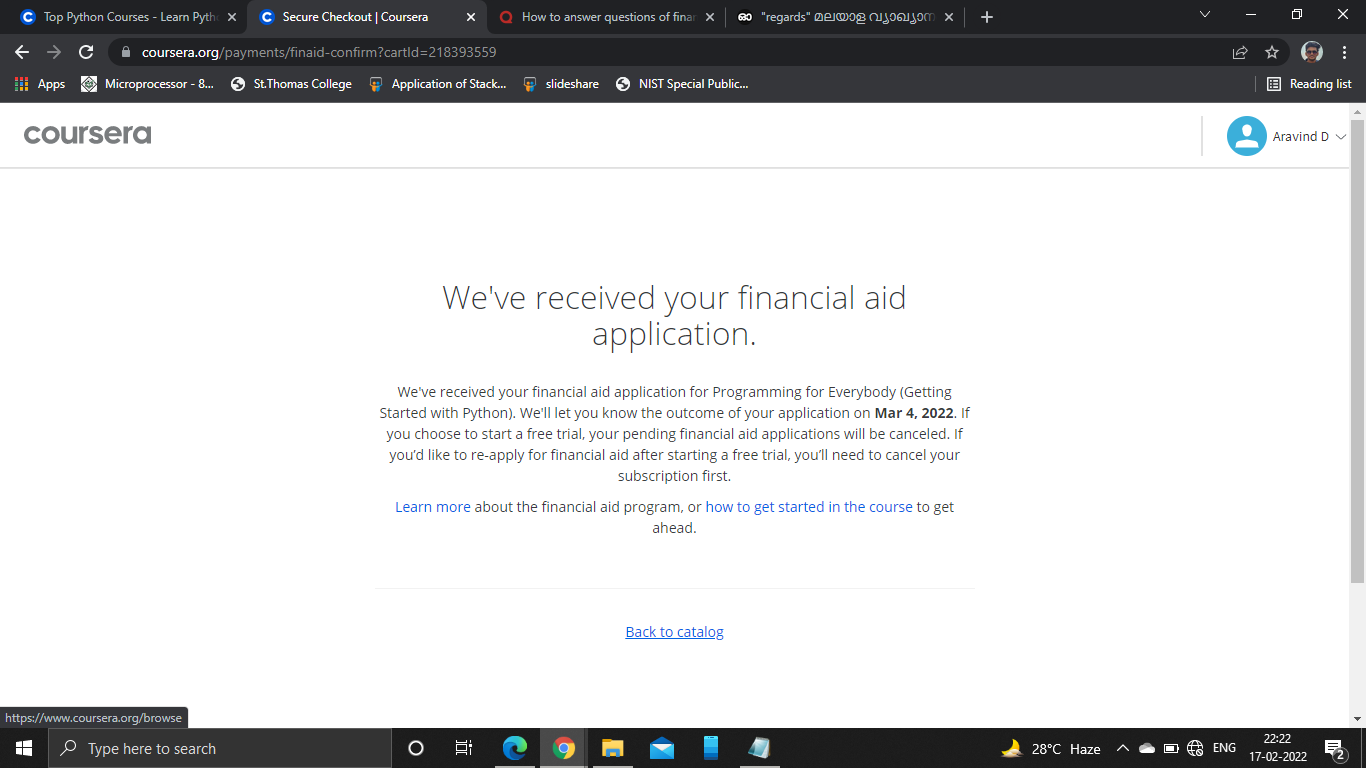 Top Python Courses - Learn Pyth
Secure Checkout | Coursera
How to answer questions of finan
"regards" മലയാള വ്യാഖ്യാന
coursera.org/payments/finaid-confirm?cartId=218393559
Apps
Microprocessor - 8...
St.Thomas College
Application of Stack...
slideshare
NIST Special Public...
Reading list
coursera
Aravind D
We've received your financial aid
application.
We've received your financial aid application for Programming for Everybody (Getting
Started with Python). We'll let you know the outcome of your application on Mar 4, 2022. If
you choose to start a free trial, your pending financial aid applications will be canceled. If
you’d like to re-apply for financial aid after starting a free trial, you’ll need to cancel your
subscription first.
Learn more about the financial aid program, or how to get started in the course to get
ahead.
Back to catalog
https://www.coursera.org/browse
Type here to search
28°C Haze
ENG
22:22
17-02-2022
2